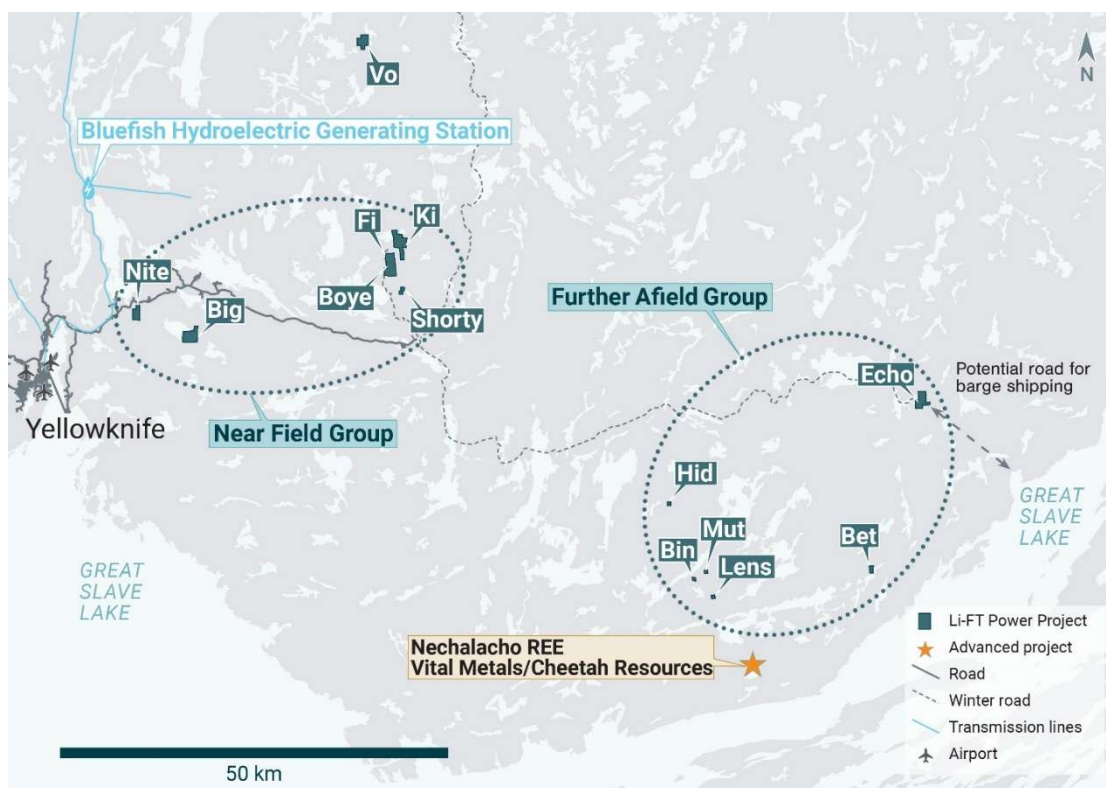 Vo
N
Bluefish Hydroelectric Generating Station
Fi
Ki
Nite
Boye
Big
Shorty
Further Afield Group
Echo
Potential road for
barge shipping
Yellowknife
Near Field Group
Hid
GREAT
SLAVE
LAKE
Mut
Bet
Bin
Lens
GREAT
SLAVE
LAKE
Nechalacho REE
Vital Metals/Cheetah Resources
Li-FT Power Project
Advanced project
Road
Winter road
Transmission lines
Airport
50 km